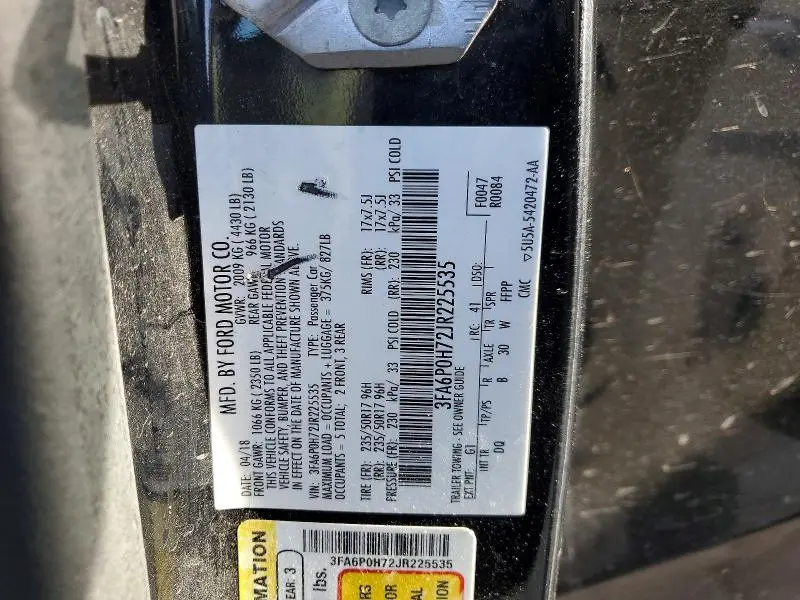 MFD. BY FORD MOTOR CO.
DATE: 04/18 GVWR: 2009 KG ( 4430 LB)
FRONT GAWR: 1066 KG (2350 LB) REAR GAWR: 966 KG ( 2130 LB)
THIS VEHICLE CONFORMS TO ALL APPLICABLE FEDERAL MOTOR
VEHICLE SAFETY, BUMPER, AND THEFT PREVENTION STANDARDS
IN EFFECT ON THE DATE OF MANUFACTURE SHOWN ABOVE.
VIN: 3FA6P0H72JR225535 TYPE: Passenger Car
MAXIMUM LOAD = OCCUPANTS + LUGGAGE = 375KG/ 827LB
OCCUPANTS = 5 TOTAL; 2 FRONT, 3 REAR
TIRE (FR): 235/50R17 96H RIMS (FR): 17x7.5J
(RR): 235/50R17 96H (RR): 17x7.5J
PRESSURE (FR): 230 kPa/ 33 PSI COLD (RR): 230 kPa/ 33 PSI COLD
3FA6P0H72JR225535
TRAILER TOWING - SEE OWNER GUIDE
EXT PNT: G1 RC: 41 DSO: F0047
R0084
INT TR TP/PS R AXLE TR SPR
DQ B 30 W FFPP CMC
▽5U5A-5420472-AA
3FA6P0H72JR225535
EAR: 3
lbs.